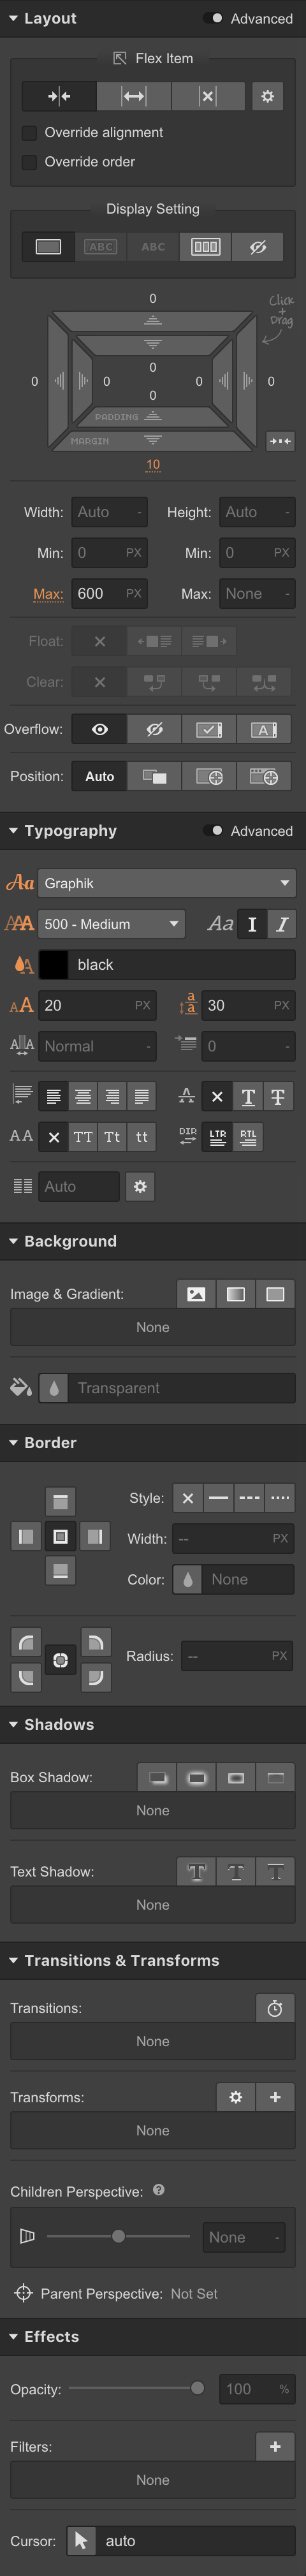 Layout Advanced
Flex Item
Override alignment
Override order
Display Setting
ABC ABC
0 Click
+
Drag
0
0 0 0 0
0
PADDING
MARGIN
10
Width: Auto - Height: Auto -
Min: 0 PX Min: 0 PX
Max: 600 PX Max: None -
Float:
Clear:
Overflow: A
Position: Auto
Typography Advanced
Aa Graphik
AAA 500 - Medium Aa I I
A black
AA 20 PX a
a 30 PX
A|A Normal - 0 -
A T T
AA TT Tt tt DIR LTR RTL
Auto
Background
Image & Gradient:
None
Transparent
Border
Style:
Width: -- PX
Color: None
Radius: -- PX
Shadows
Box Shadow:
None
Text Shadow: T T T
None
Transitions & Transforms
Transitions:
None
Transforms: +
None
Children Perspective: ?
None -
Parent Perspective: Not Set
Effects
Opacity: 100 %
Filters: +
None
Cursor: auto